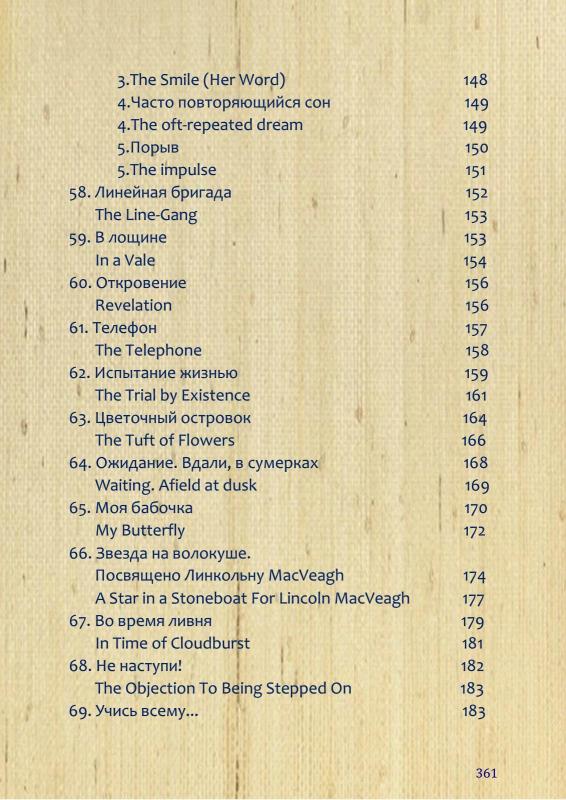 3.The Smile (Her Word) 148
4.Часто повторяющийся сон 149
4.The oft-repeated dream 149
5.Порыв 150
5.The impulse 151
58. Линейная бригада 152
The Line-Gang 153
59. В лощине 153
In a Vale 154
60. Откровение 156
Revelation 156
61. Телефон 157
The Telephone 158
62. Испытание жизнью 159
The Trial by Existence 161
63. Цветочный островок 164
The Tuft of Flowers 166
64. Ожидание. Вдали, в сумерках 168
Waiting. Afield at dusk 169
65. Моя бабочка 170
My Butterfly 172
66. Звезда на волокуше.
Посвящено Линкольну MacVeagh 174
A Star in a Stoneboat For Lincoln MacVeagh 177
67. Во время ливня 179
In Time of Cloudburst 181
68. Не наступи! 182
The Objection To Being Stepped On 183
69. Учись всему... 183
361